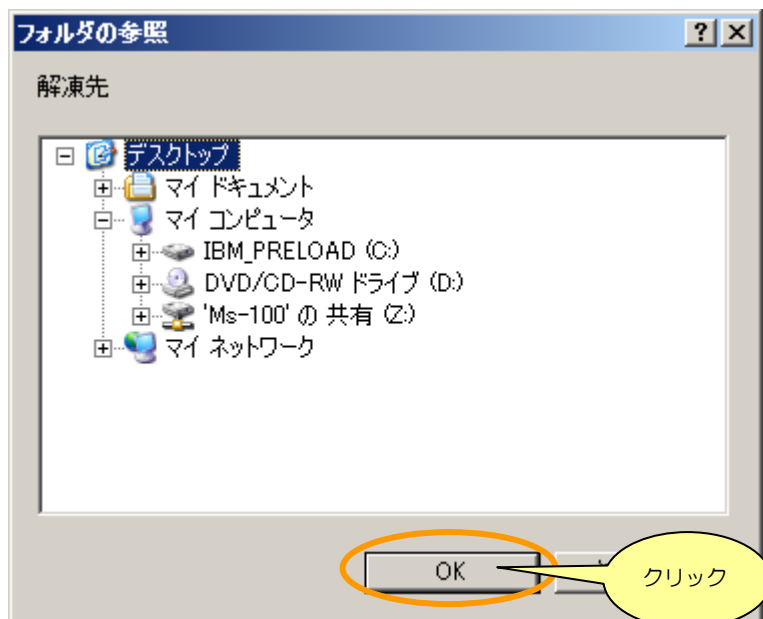 フォルダの参照
解凍先
デスクトップ
マイ ドキュメント
マイ コンピュータ
IBM_PRELOAD (C:)
DVD/CD-RW ドライブ (D:)
'Ms-100' の 共有 (Z:)
マイ ネットワーク
OK
クリック